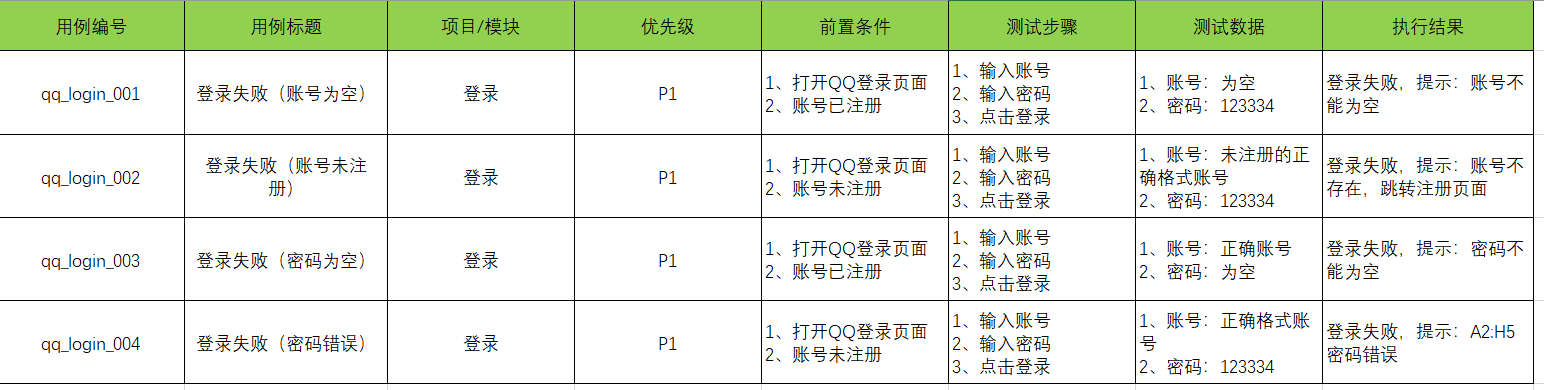 用例编号
用例标题
项目/模块
优先级
前置条件
测试步骤
测试数据
执行结果
qq_login_001
登录失败（账号为空）
登录
P1
1、打开QQ登录页面
2、账号已注册
1、输入账号
2、输入密码
3、点击登录
1、账号：为空
2、密码：123334
登录失败，提示：账号不
能为空
qq_login_002
登录失败（账号未注
册）
登录
P1
1、打开QQ登录页面
2、账号未注册
1、输入账号
2、输入密码
3、点击登录
1、账号：未注册的正
确格式账号
2、密码：123334
登录失败，提示：账号不
存在，跳转注册页面
qq_login_003
登录失败（密码为空）
登录
P1
1、打开QQ登录页面
2、账号已注册
1、输入账号
2、输入密码
3、点击登录
1、账号：正确账号
2、密码：为空
登录失败，提示：密码不
能为空
qq_login_004
登录失败（密码错误）
登录
P1
1、打开QQ登录页面
2、账号未注册
1、输入账号
2、输入密码
3、点击登录
1、账号：正确格式账
号
2、密码：123334
登录失败，提示：A2:H5
密码错误